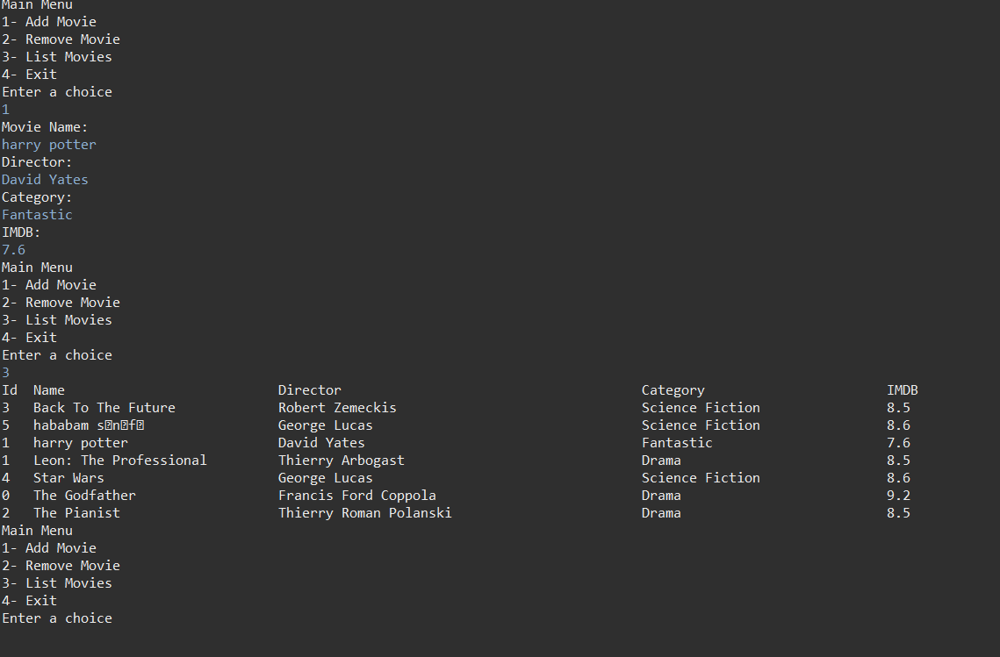 Main Menu
1- Add Movie
2- Remove Movie
3- List Movies
4- Exit
Enter a choice
1
Movie Name:
harry potter
Director:
David Yates
Category:
Fantastic
IMDB:
7.6
Main Menu
1- Add Movie
2- Remove Movie
3- List Movies
4- Exit
Enter a choice
3
Id Name Director Category IMDB
3 Back To The Future Robert Zemeckis Science Fiction 8.5
5 hababam s�n�f� George Lucas Science Fiction 8.6
1 harry potter David Yates Fantastic 7.6
1 Leon: The Professional Thierry Arbogast Drama 8.5
4 Star Wars George Lucas Science Fiction 8.6
0 The Godfather Francis Ford Coppola Drama 9.2
2 The Pianist Thierry Roman Polanski Drama 8.5
Main Menu
1- Add Movie
2- Remove Movie
3- List Movies
4- Exit
Enter a choice